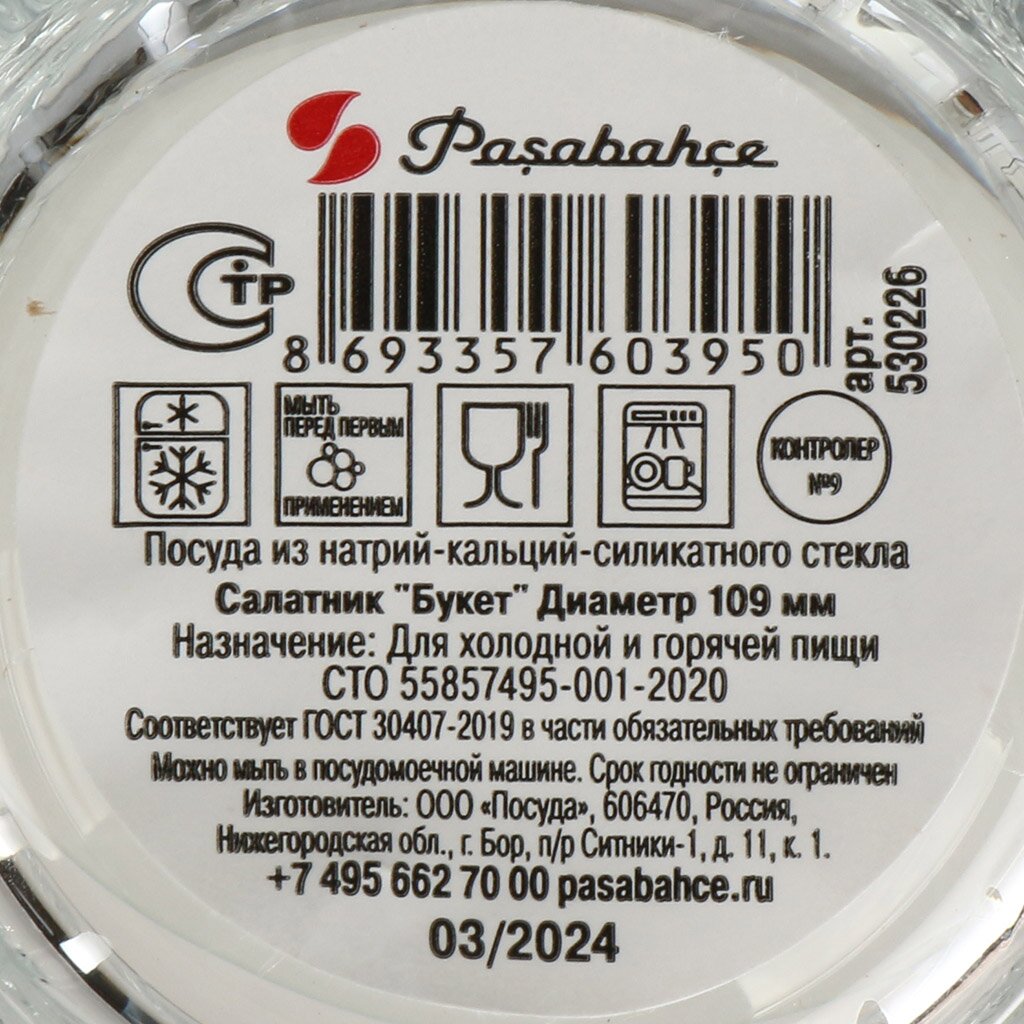 Paşabahçe
СТР
8 693357 603950
арт. 530226
МЫТЬ
ПЕРЕД ПЕРВЫМ
ПРИМЕНЕНИЕМ
КОНТРОЛЕР
№9
Посуда из натрий-кальций-силикатного стекла
Салатник "Букет" Диаметр 109 мм
Назначение: Для холодной и горячей пищи
СТО 55857495-001-2020
Соответствует ГОСТ 30407-2019 в части обязательных требований
Можно мыть в посудомоечной машине. Срок годности не ограничен
Изготовитель: ООО «Посуда», 606470, Россия,
Нижегородская обл., г. Бор, п/р Ситники-1, д. 11, к. 1.
+7 495 662 70 00 pasabahce.ru
03/2024